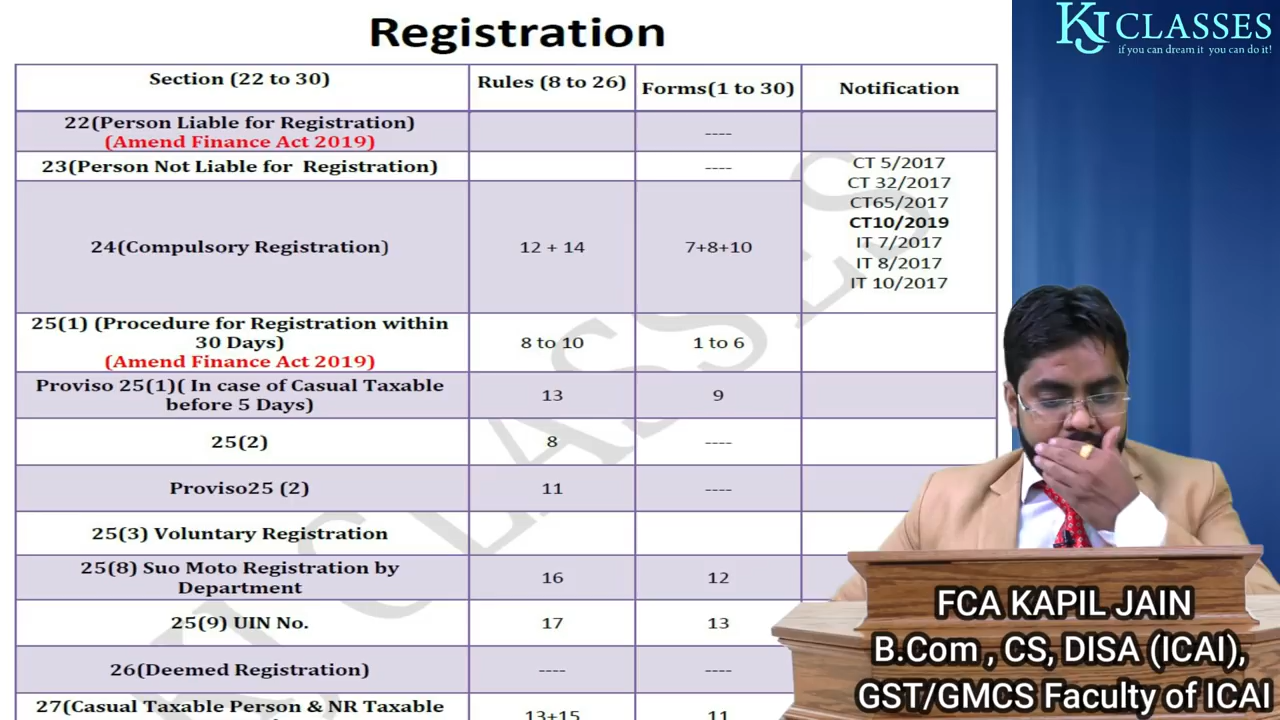 Registration
KJ CLASSES
if you can dream it you can do it!
Section (22 to 30)
Rules (8 to 26)
Forms(1 to 30)
Notification
22(Person Liable for Registration)
(Amend Finance Act 2019)
----
23(Person Not Liable for Registration)
----
CT 5/2017
CT 32/2017
CT65/2017
CT10/2019
IT 7/2017
IT 8/2017
IT 10/2017
24(Compulsory Registration)
12 + 14
7+8+10
25(1) (Procedure for Registration within
30 Days)
(Amend Finance Act 2019)
8 to 10
1 to 6
Proviso 25(1)( In case of Casual Taxable
before 5 Days)
13
9
25(2)
8
----
Proviso25 (2)
11
----
25(3) Voluntary Registration
25(8) Suo Moto Registration by
Department
16
12
25(9) UIN No.
17
13
26(Deemed Registration)
----
----
27(Casual Taxable Person & NR Taxable
13+15
11
KJ CLASSES
FCA KAPIL JAIN
B.Com , CS, DISA (ICAI),
GST/GMCS Faculty of ICAI